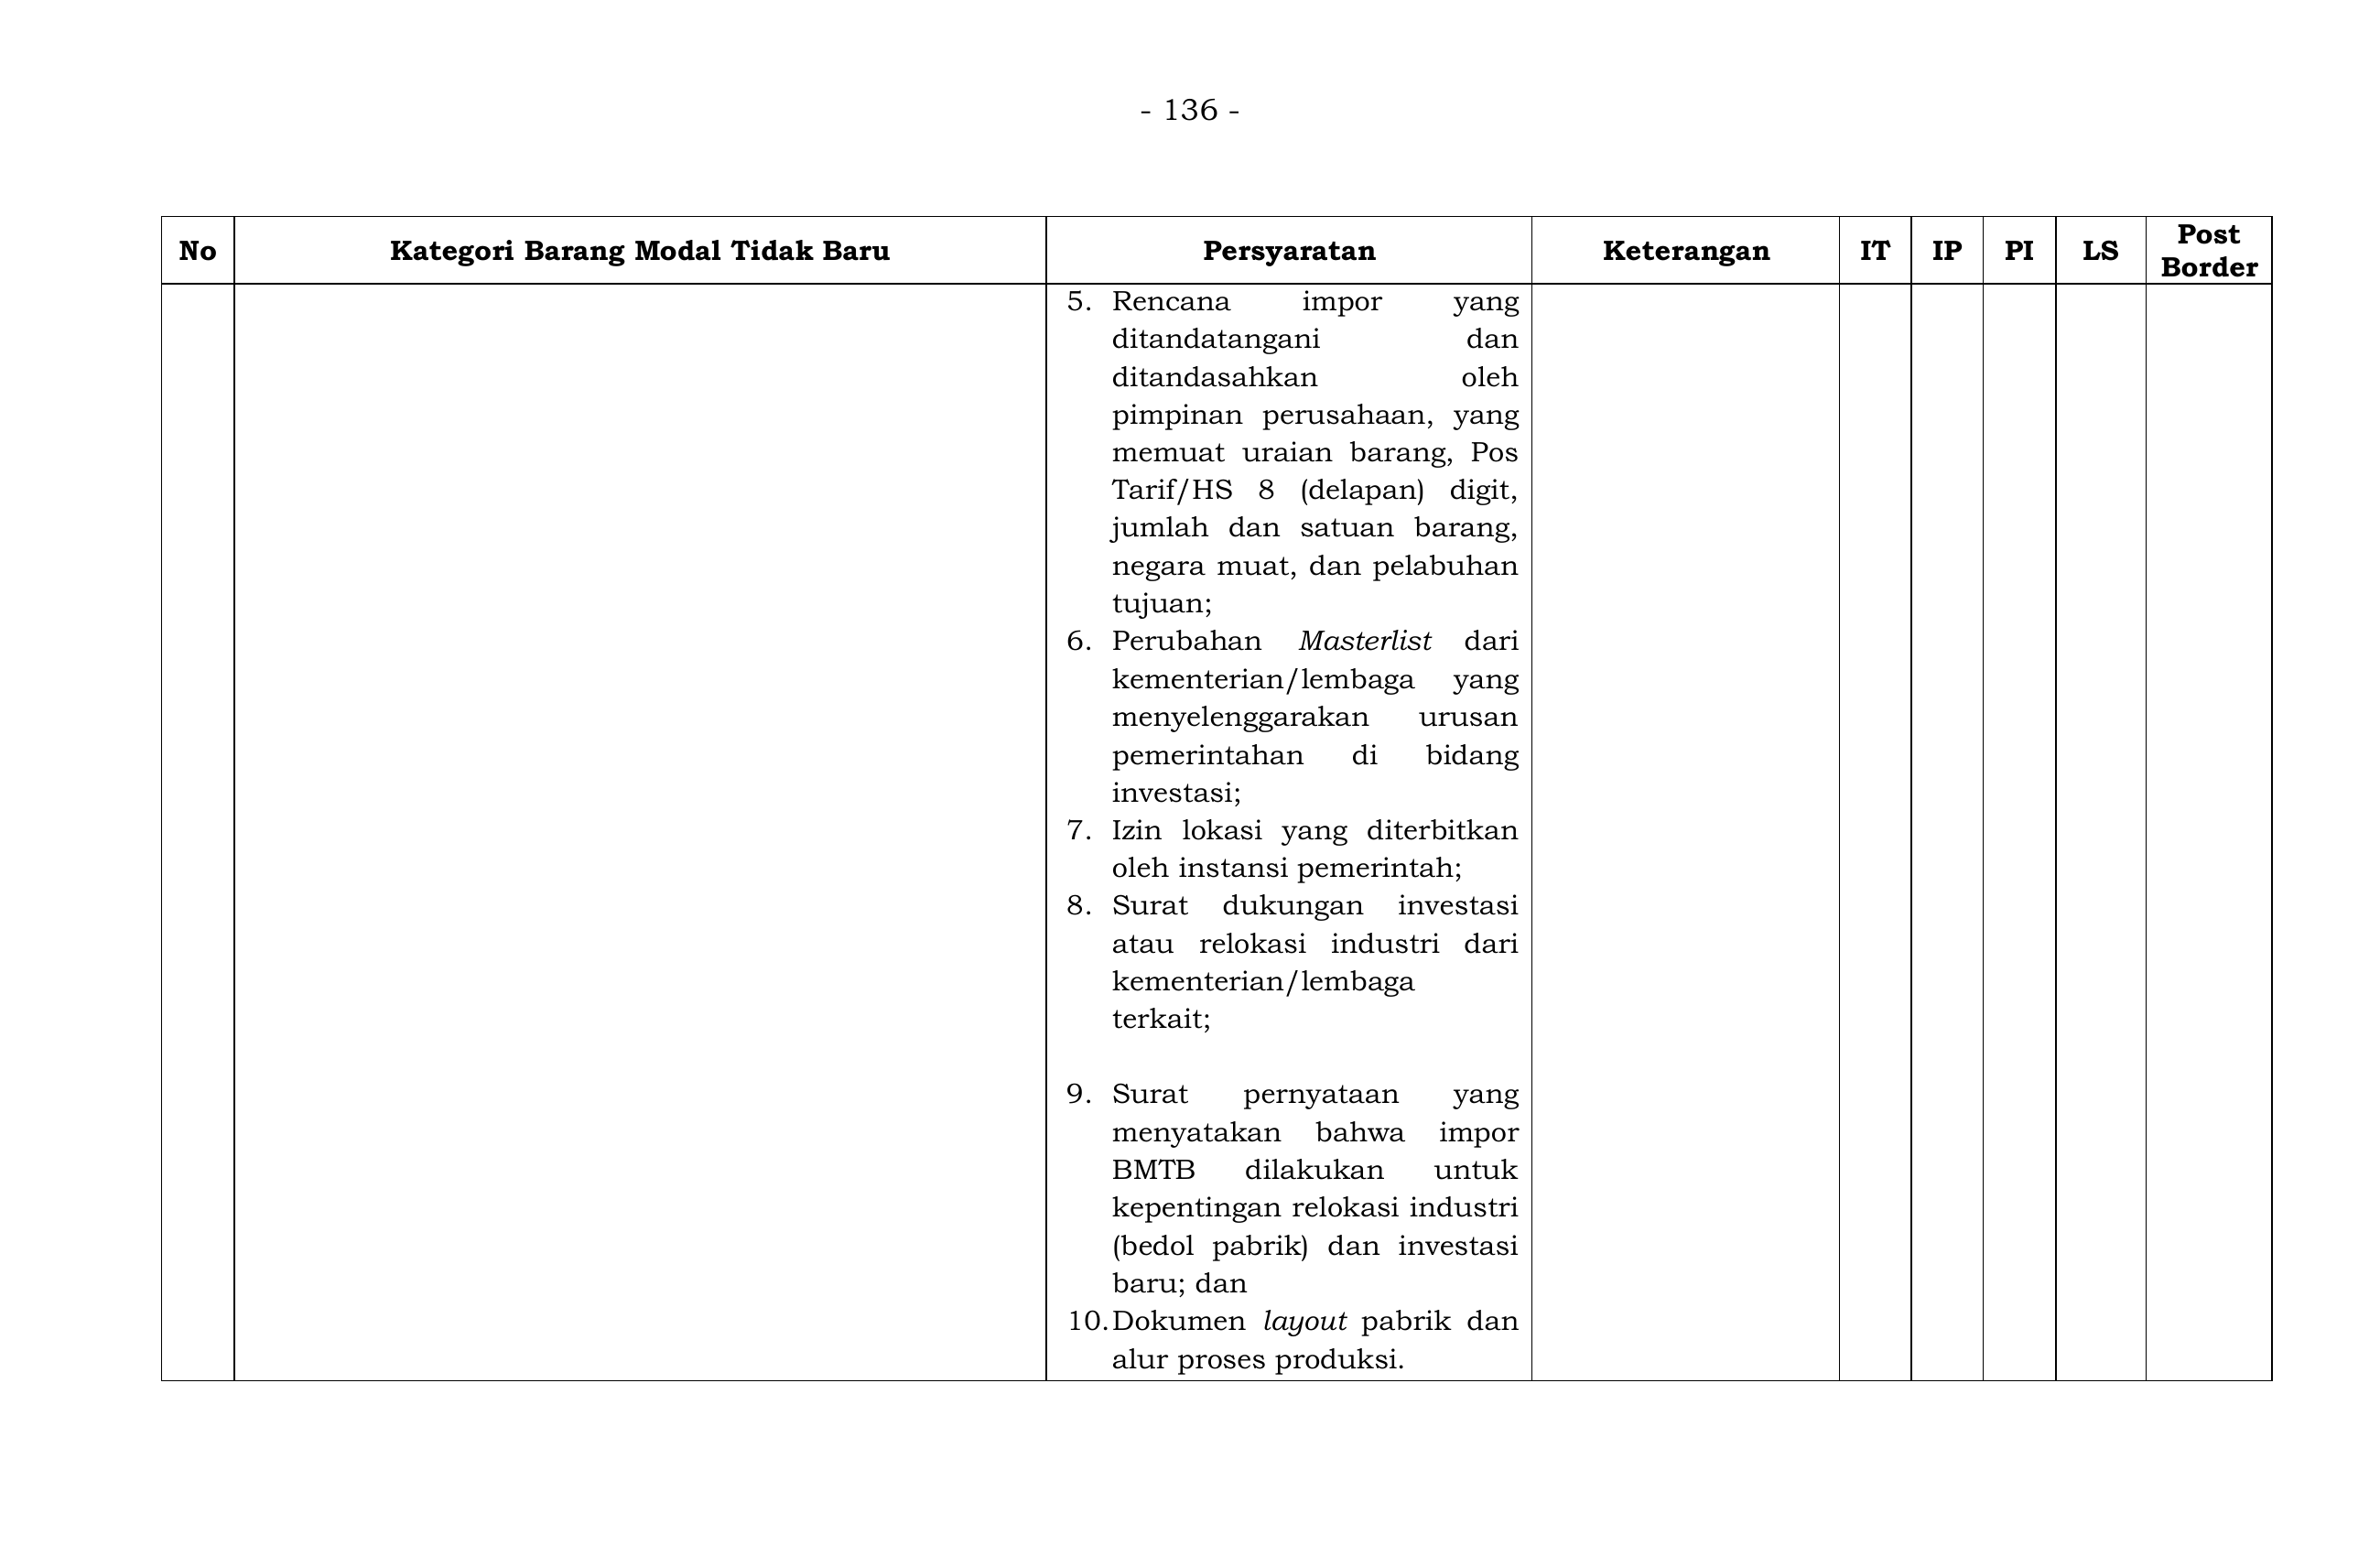 - 136 -
No Kategori Barang Modal Tidak Baru Persyaratan Keterangan IT IP PI LS Post Border
5. Rencana impor yang
ditandatangani dan
ditandasahkan oleh
pimpinan perusahaan, yang
memuat uraian barang, Pos
Tarif/HS 8 (delapan) digit,
jumlah dan satuan barang,
negara muat, dan pelabuhan
tujuan;
6. Perubahan Masterlist dari
kementerian/lembaga yang
menyelenggarakan urusan
pemerintahan di bidang
investasi;
7. Izin lokasi yang diterbitkan
oleh instansi pemerintah;
8. Surat dukungan investasi
atau relokasi industri dari
kementerian/lembaga
terkait;
9. Surat pernyataan yang
menyatakan bahwa impor
BMTB dilakukan untuk
kepentingan relokasi industri
(bedol pabrik) dan investasi
baru; dan
10. Dokumen layout pabrik dan
alur proses produksi.